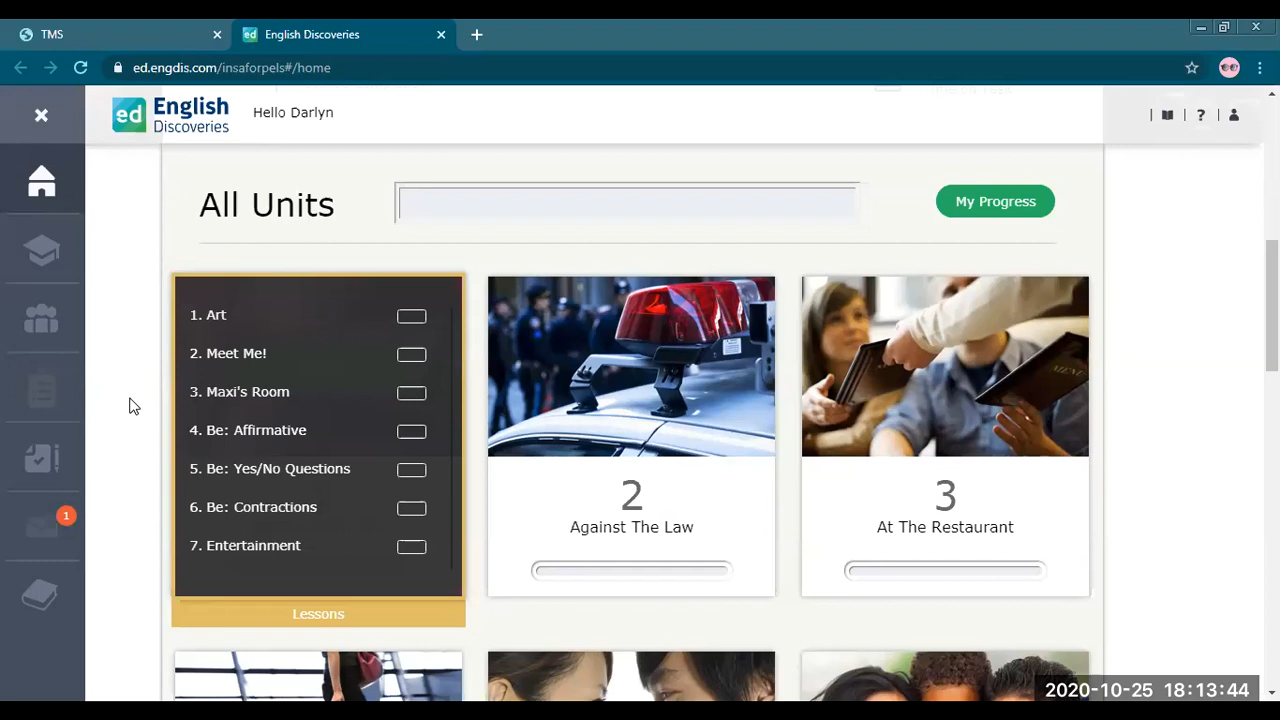 TMS
English Discoveries
ed.engdis.com/insaforpels#/home
ed English Discoveries
Hello Darlyn
?
All Units
My Progress
1. Art
2. Meet Me!
3. Maxi's Room
4. Be: Affirmative
5. Be: Yes/No Questions
6. Be: Contractions
7. Entertainment
Lessons
2
Against The Law
3
At The Restaurant
1
2020-10-25 18:13:44